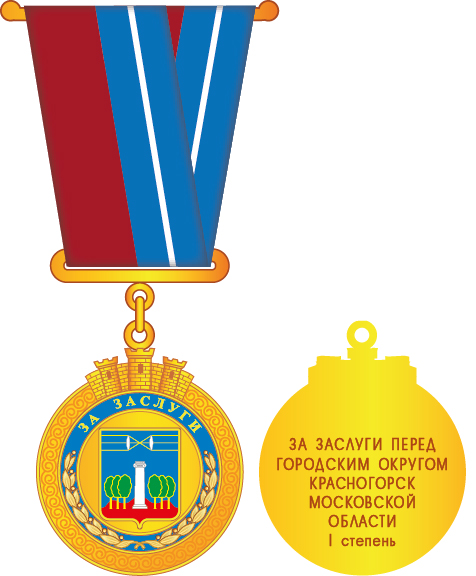 ЗА ЗАСЛУГИ
ЗА ЗАСЛУГИ ПЕРЕД
ГОРОДСКИМ ОКРУГОМ
КРАСНОГОРСК
МОСКОВСКОЙ
ОБЛАСТИ
I степень